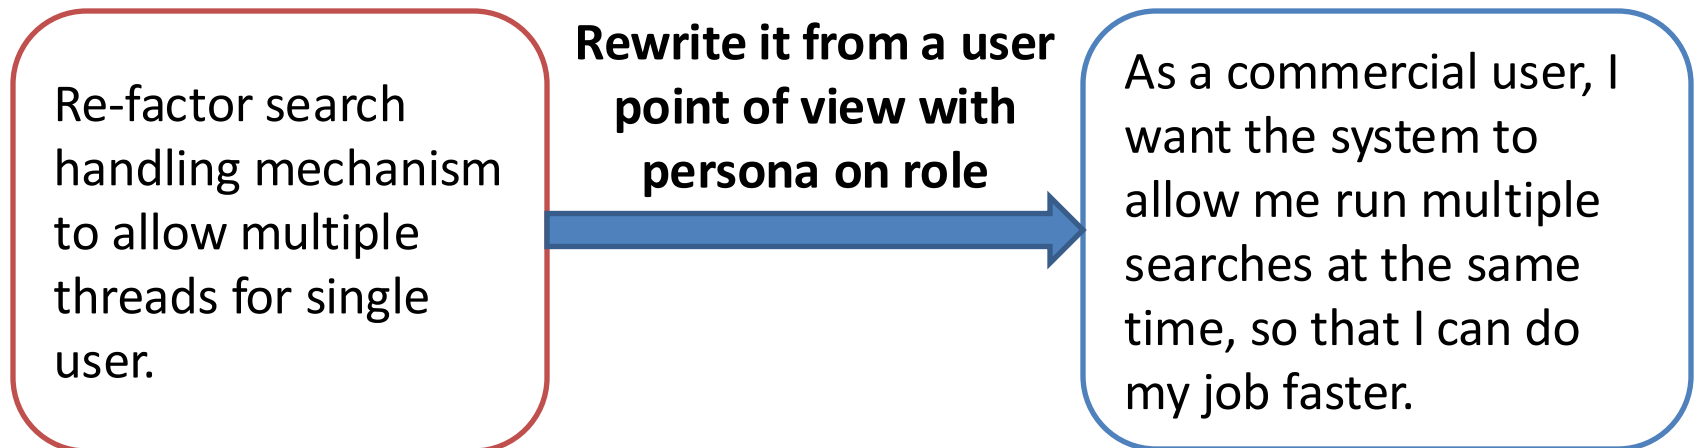 Re-factor search
handling mechanism
to allow multiple
threads for single
user.
Rewrite it from a user
point of view with
persona on role
As a commercial user, I
want the system to
allow me run multiple
searches at the same
time, so that I can do
my job faster.